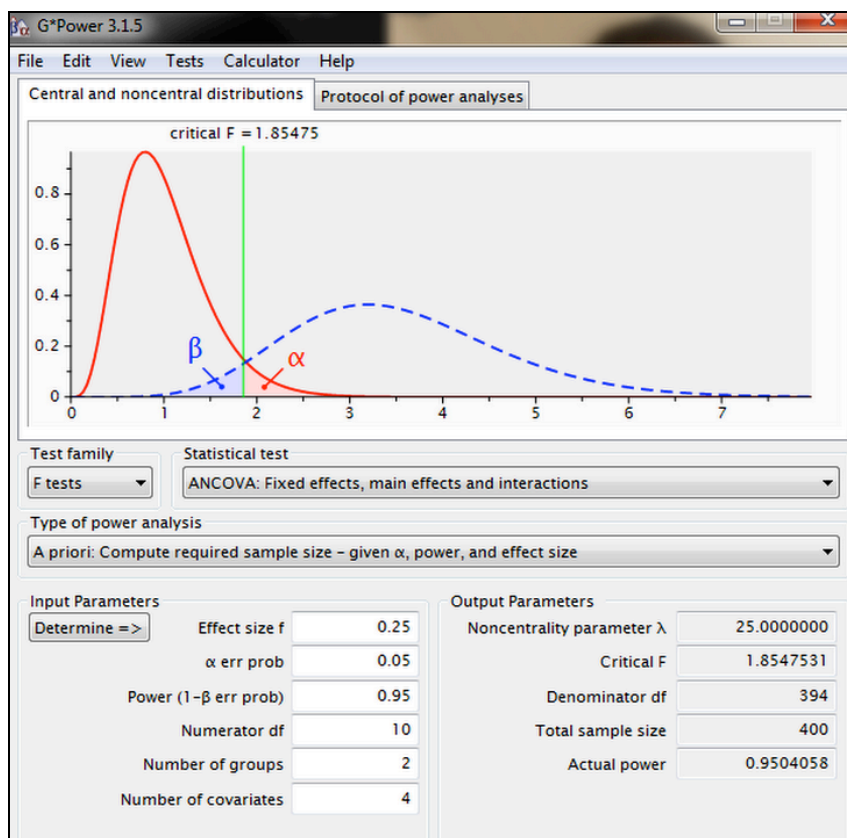 G*Power 3.1.5
File Edit View Tests Calculator Help
Central and noncentral distributions Protocol of power analyses
critical F = 1.85475
0.8
0.6
0.4
0.2
0
β α
0 1 2 3 4 5 6 7
Test family Statistical test
F tests ANCOVA: Fixed effects, main effects and interactions
Type of power analysis
A priori: Compute required sample size – given α, power, and effect size
Input Parameters Output Parameters
Determine => Effect size f 0.25 Noncentrality parameter λ 25.0000000
α err prob 0.05 Critical F 1.8547531
Power (1-β err prob) 0.95 Denominator df 394
Numerator df 10 Total sample size 400
Number of groups 2 Actual power 0.9504058
Number of covariates 4